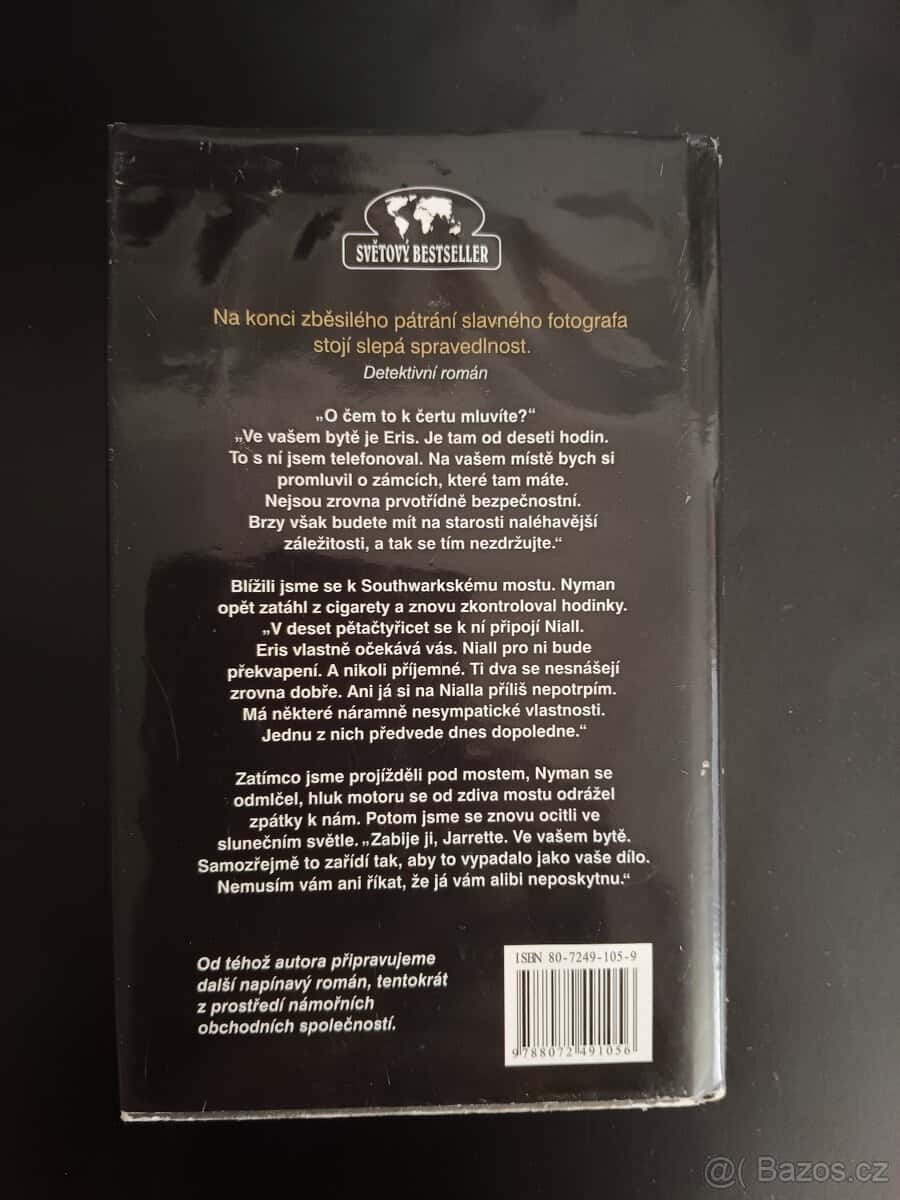 SVĚTOVÝ BESTSELLER
Na konci zběsilého pátrání slavného fotografa
stojí slepá spravedlnost.
Detektivní román
„O čem to k čertu mluvíte?“
„Ve vašem bytě je Eris. Je tam od deseti hodin.
To s ní jsem telefonoval. Na vašem místě bych si
promluvil o zámcích, které tam máte.
Nejsou zrovna prvotřídně bezpečnostní.
Brzy však budete mít na starosti naléhavější
záležitosti, a tak se tím nezdržujte.“
Blížili jsme se k Southwarkskému mostu. Nyman
opět zatáhl z cigarety a znovu zkontroloval hodinky.
„V deset pětačtyřicet se k ní připojí Niall.
Eris vlastně očekává vás. Niall pro ni bude
překvapení. A nikoli příjemné. Ti dva se nesnášejí
zrovna dobře. Ani já si na Nialla příliš nepotrpím.
Má některé náramně nesympatické vlastnosti.
Jednu z nich předvede dnes dopoledne.“
Zatímco jsme projížděli pod mostem, Nyman se
odmlčel, hluk motoru se od zdiva mostu odrážel
zpátky k nám. Potom jsme se znovu ocitli ve
slunečním světle. „Zabije ji, Jarrette. Ve vašem bytě.
Samozřejmě to zařídí tak, aby to vypadalo jako vaše dílo.
Nemusím vám ani říkat, že já vám alibi neposkytnu.“
Od téhož autora připravujeme
další napínavý román, tentokrát
z prostředí námořních
obchodních společností.
ISBN 80-7249-105-9
9788072491056
@( Bazos.cz